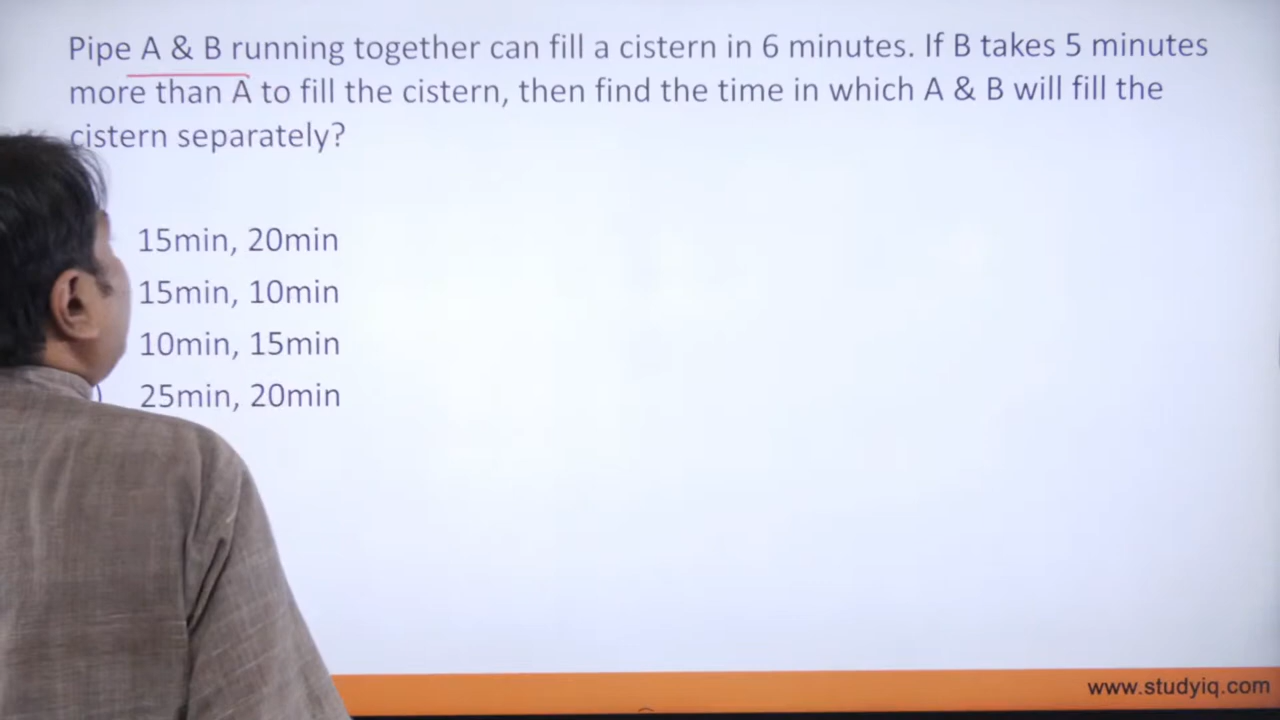 Pipe A & B running together can fill a cistern in 6 minutes. If B takes 5 minutes
more than A to fill the cistern, then find the time in which A & B will fill the
cistern separately?
15min, 20min
15min, 10min
10min, 15min
25min, 20min
www.studyiq.com